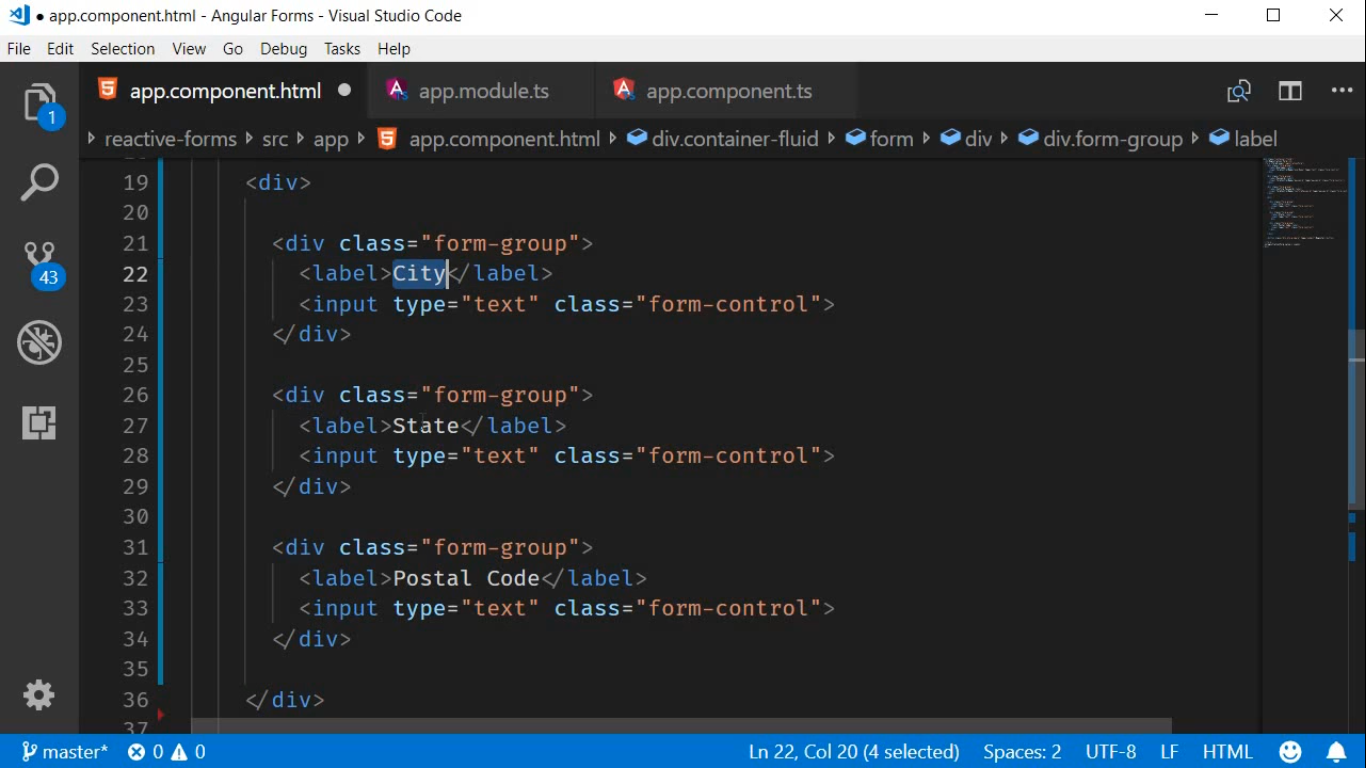 app.component.html - Angular Forms - Visual Studio Code
File Edit Selection View Go Debug Tasks Help
app.component.html app.module.ts app.component.ts
1
reactive-forms src app app.component.html div.container-fluid form div div.form-group label
19 <div>
20
21 <div class="form-group">
22 <label>City</label>
23 <input type="text" class="form-control">
24 </div>
25
26 <div class="form-group">
27 <label>State</label>
28 <input type="text" class="form-control">
29 </div>
30
31 <div class="form-group">
32 <label>Postal Code</label>
33 <input type="text" class="form-control">
34 </div>
35
36 </div>
37
43
master* 0 0 Ln 22, Col 20 (4 selected) Spaces: 2 UTF-8 LF HTML